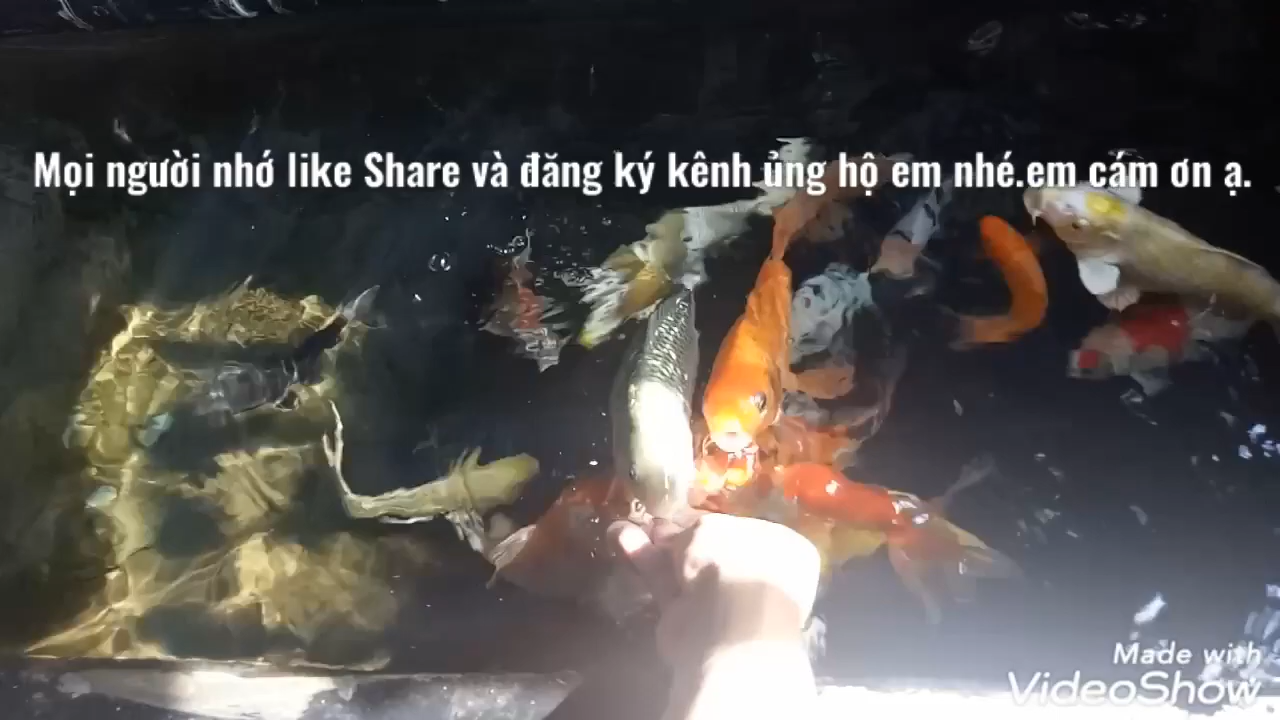 Mọi người nhớ like Share và đăng ký kênh ủng hộ em nhé.em cám ơn ạ.
Made with
VideoShow